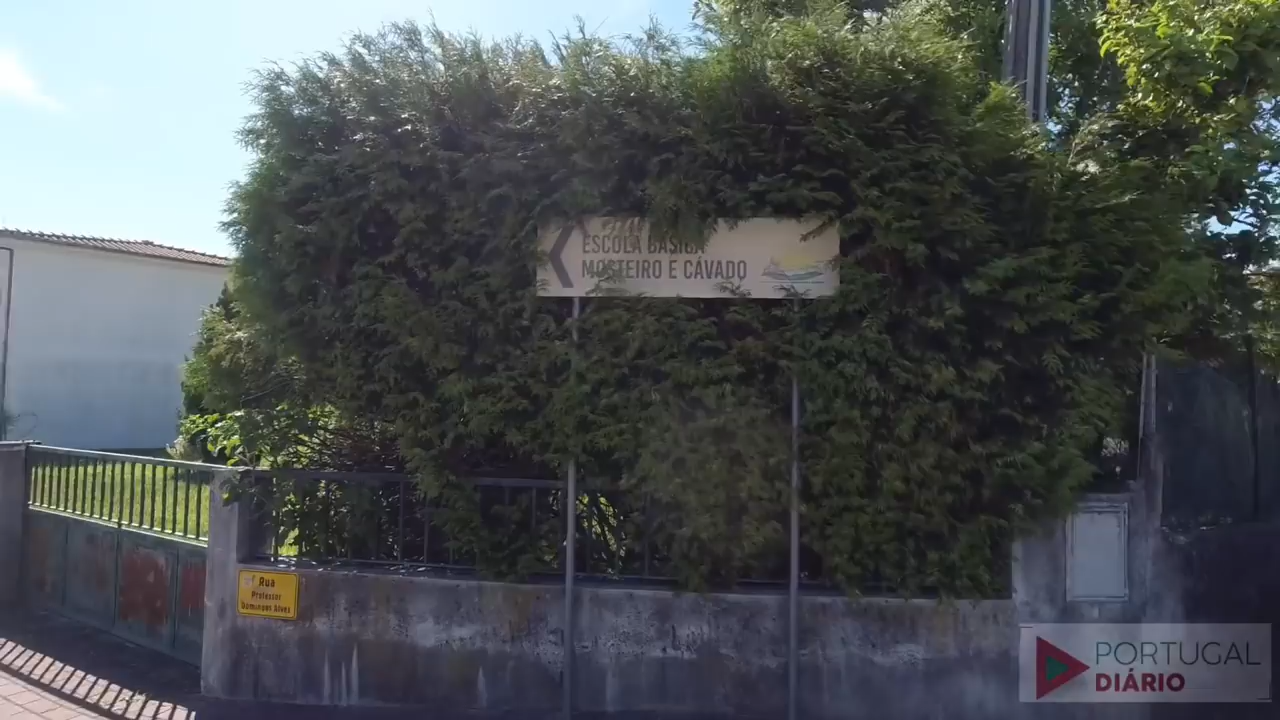 ESCOLA BÁSICA
MOSTEIRO E CÁVADO
Rua
Professor
Domingos Alves
PORTUGAL
DIÁRIO